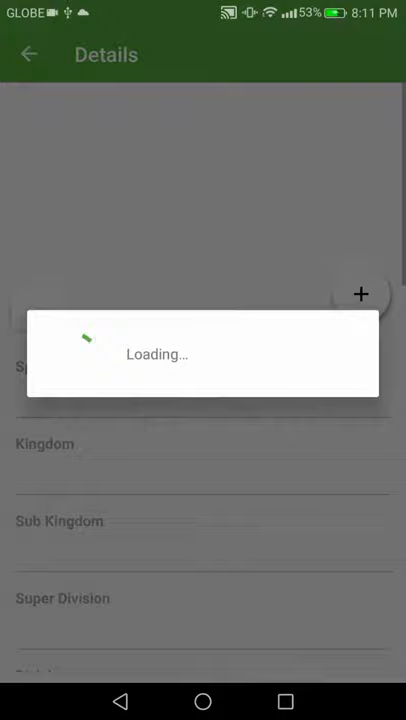 GLOBE 53% 8:11 PM
Details
+
Loading...
Kingdom
Sub Kingdom
Super Division